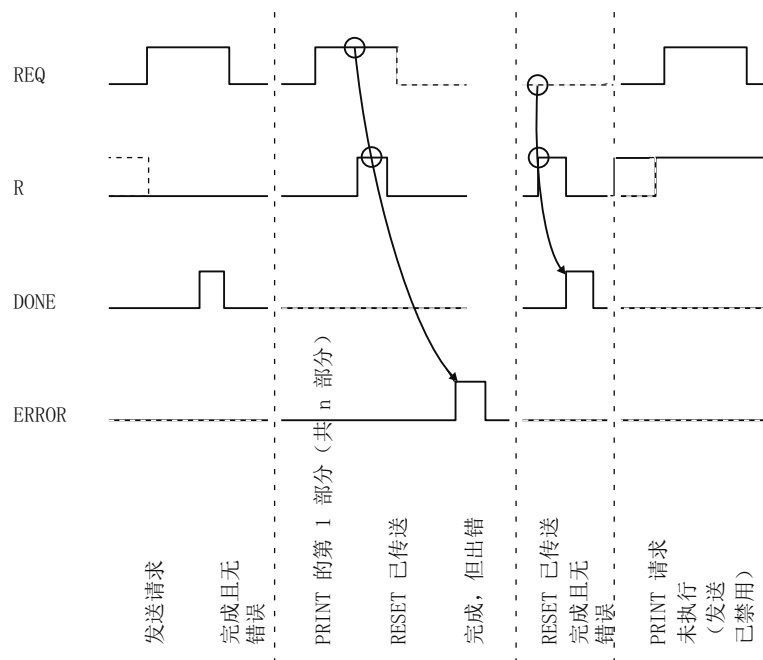 REQ
R
DONE
ERROR
发送请求
完成且无
错误
PRINT 的第 1 部分（共 n 部分）
RESET 已传送
完成，但出错
RESET 已传送
完成且无
错误
PRINT 请求
未执行
（发送
已禁用）